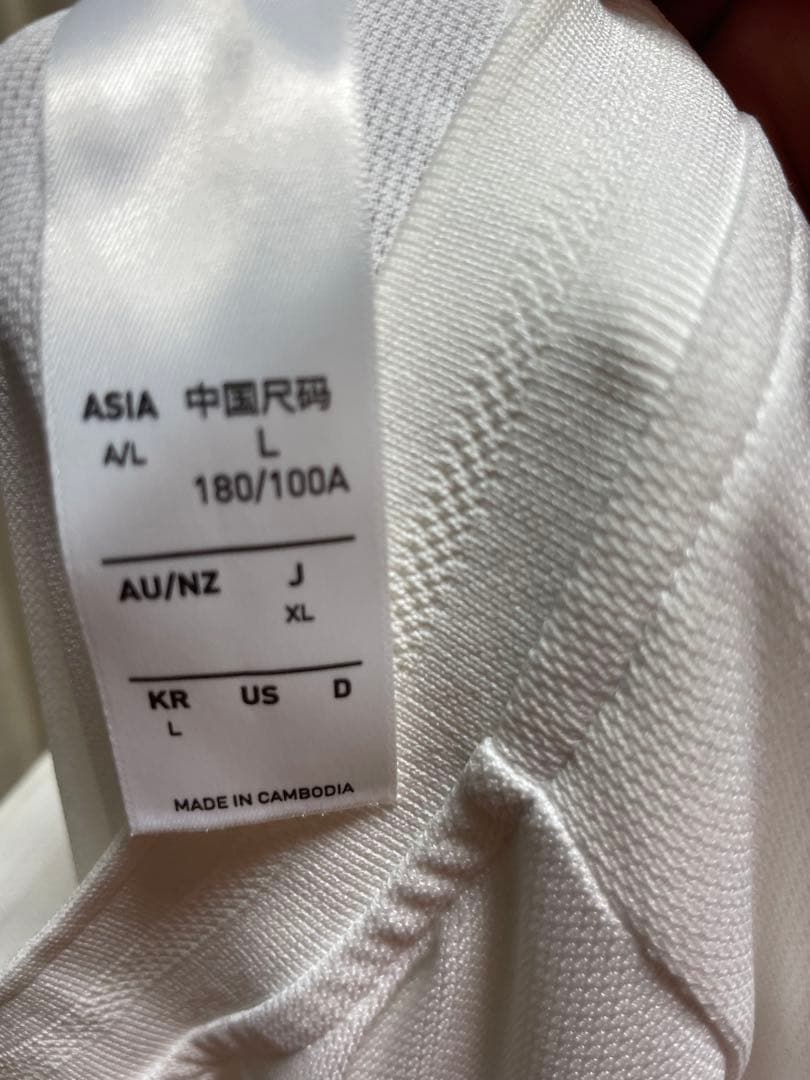 ASIA 中国尺码
A/L L
180/100A
AU/NZ J
XL
KR US D
L
MADE IN CAMBODIA